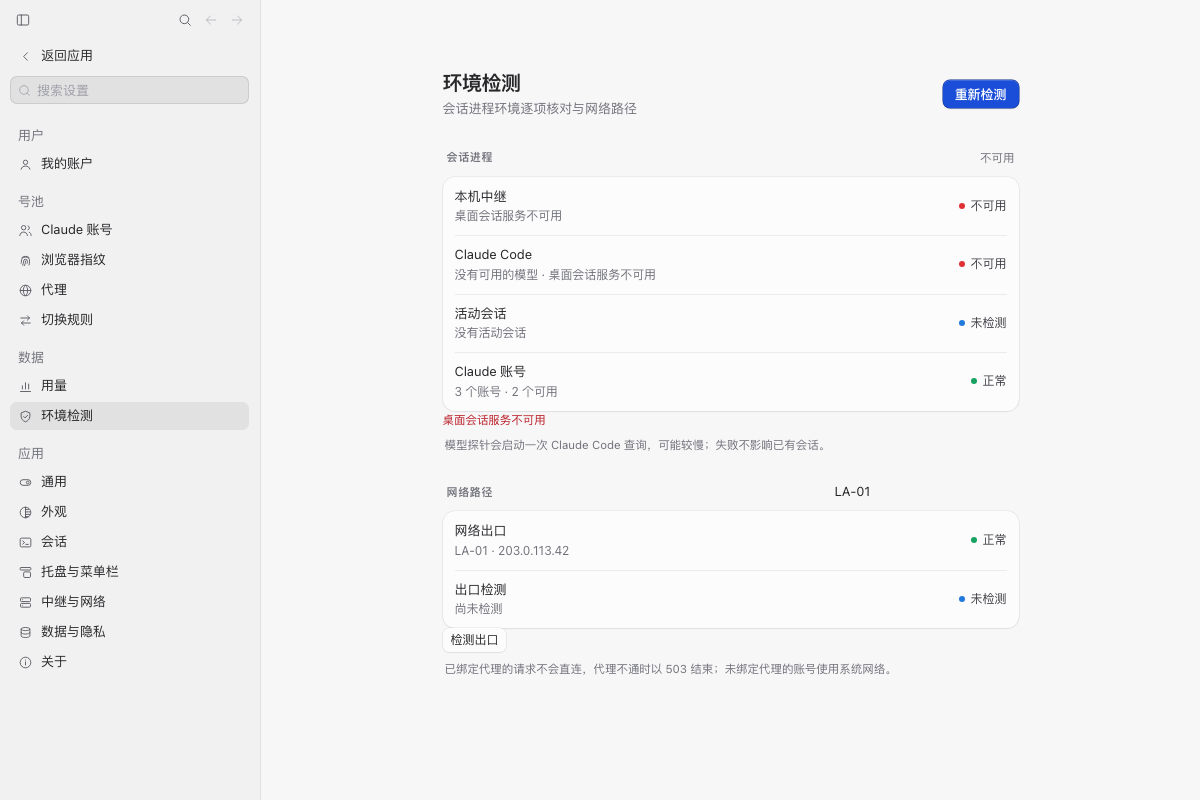 返回应用
搜索设置
用户
我的账户
号池
Claude 账号
浏览器指纹
代理
切换规则
数据
用量
环境检测
应用
通用
外观
会话
托盘与菜单栏
中继与网络
数据与隐私
关于
环境检测
会话进程环境逐项核对与网络路径
重新检测
会话进程
不可用
本机中继
桌面会话服务不可用
不可用
Claude Code
没有可用的模型 · 桌面会话服务不可用
不可用
活动会话
没有活动会话
未检测
Claude 账号
3 个账号 · 2 个可用
正常
桌面会话服务不可用
模型探针会启动一次 Claude Code 查询，可能较慢；失败不影响已有会话。
网络路径
LA-01
网络出口
LA-01 · 203.0.113.42
正常
出口检测
尚未检测
未检测
检测出口
已绑定代理的请求不会直连，代理不通时以 503 结束；未绑定代理的账号使用系统网络。